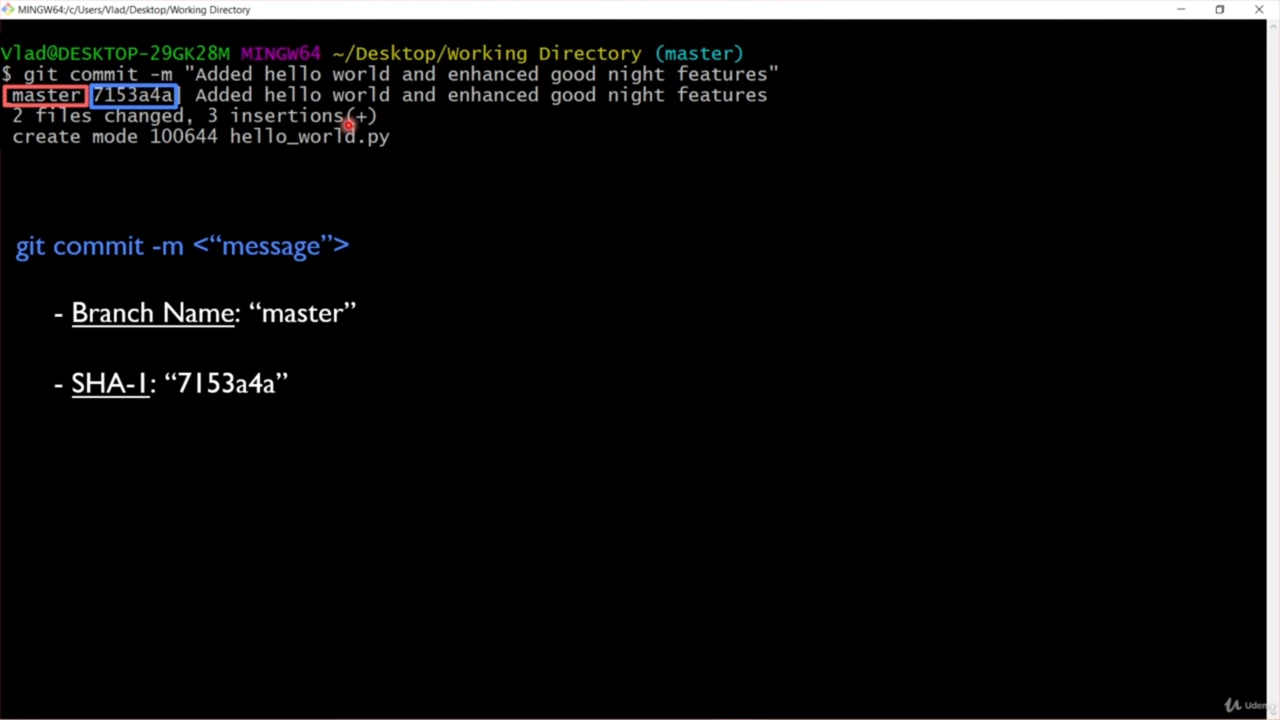 MINGW64:/c/Users/Vlad/Desktop/Working Directory
Vlad@DESKTOP-29GK28M MINGW64 ~/Desktop/Working Directory (master)
$ git commit -m "Added hello world and enhanced good night features"
master 7153a4a Added hello world and enhanced good night features
2 files changed, 3 insertions(+)
create mode 100644 hello_world.py
git commit -m <“message”>
- Branch Name: “master”
- SHA-1: “7153a4a”